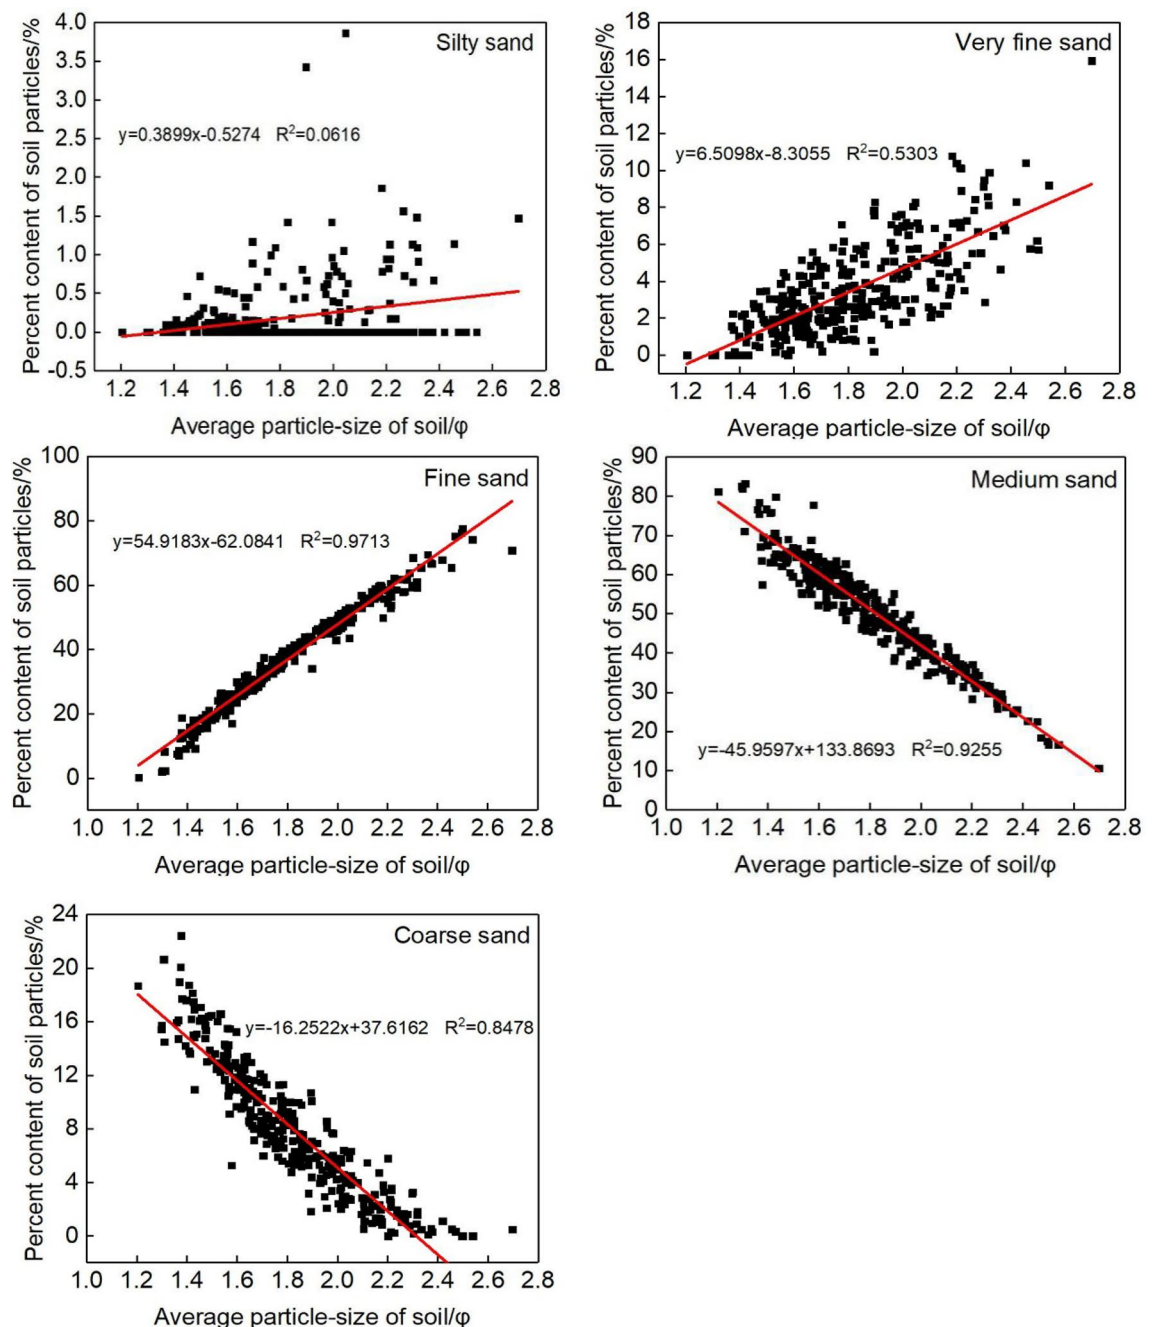 Percent content of soil particles/%
4.0
3.5
3.0
2.5
2.0
1.5
1.0
0.5
0.0
-0.5
Silty sand
y=0.3899x-0.5274 R²=0.0616
1.2 1.4 1.6 1.8 2.0 2.2 2.4 2.6 2.8
Average particle-size of soil/φ
Percent content of soil particles/%
18
16
14
12
10
8
6
4
2
0
Very fine sand
y=6.5098x-8.3055 R²=0.5303
1.2 1.4 1.6 1.8 2.0 2.2 2.4 2.6 2.8
Average particle-size of soil/φ
Percent content of soil particles/%
100
80
60
40
20
0
Fine sand
y=54.9183x-62.0841 R²=0.9713
1.0 1.2 1.4 1.6 1.8 2.0 2.2 2.4 2.6 2.8
Average particle-size of soil/φ
Percent content of soil particles/%
90
80
70
60
50
40
30
20
10
0
Medium sand
y=-45.9597x+133.8693 R²=0.9255
1.0 1.2 1.4 1.6 1.8 2.0 2.2 2.4 2.6 2.8
Average particle-size of soil/φ
Percent content of soil particles/%
24
20
16
12
8
4
0
Coarse sand
y=-16.2522x+37.6162 R²=0.8478
1.0 1.2 1.4 1.6 1.8 2.0 2.2 2.4 2.6 2.8
Average particle-size of soil/φ